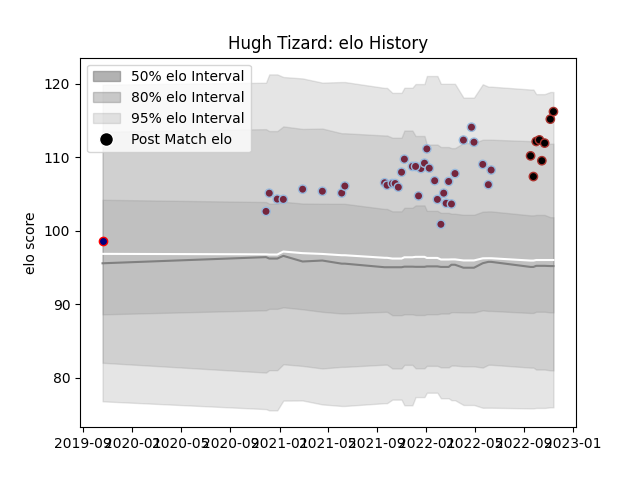 Hugh Tizard: elo History
50% elo Interval
80% elo Interval
95% elo Interval
Post Match elo
elo score
120
110
100
90
80
2019-09 2020-01 2020-05 2020-09 2021-01 2021-05 2021-09 2022-01 2022-05 2022-09 2023-01